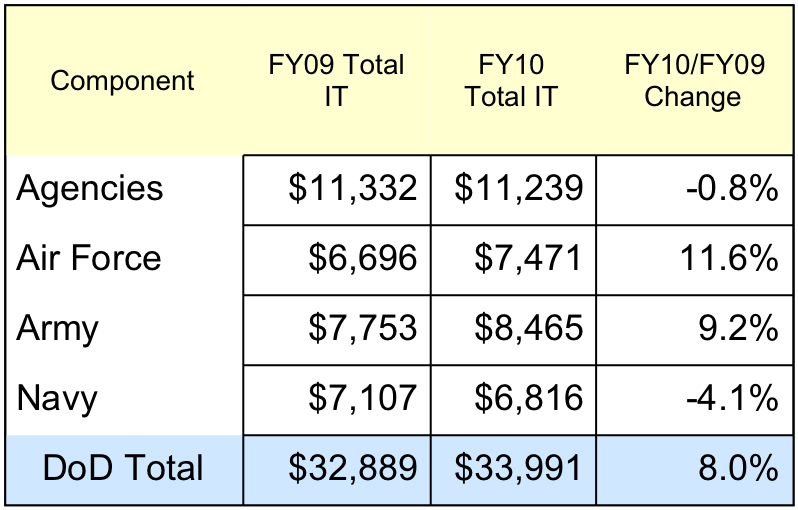 Component FY09 Total IT FY10 Total IT FY10/FY09 Change
Agencies $11,332 $11,239 -0.8%
Air Force $6,696 $7,471 11.6%
Army $7,753 $8,465 9.2%
Navy $7,107 $6,816 -4.1%
DoD Total $32,889 $33,991 8.0%